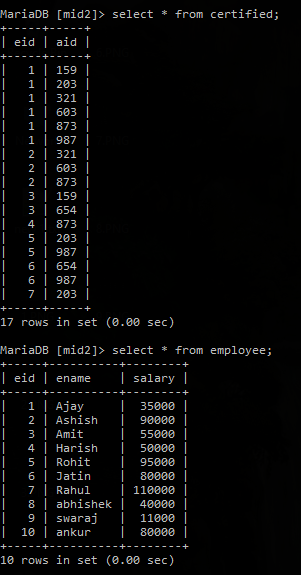 MariaDB [mid2]> select * from certified;
+-----+-----+
| eid | aid |
+-----+-----+
|   1 | 159 |
|   1 | 203 |
|   1 | 321 |
|   1 | 603 |
|   1 | 873 |
|   1 | 987 |
|   2 | 321 |
|   2 | 603 |
|   2 | 873 |
|   3 | 159 |
|   3 | 654 |
|   4 | 873 |
|   5 | 203 |
|   5 | 987 |
|   6 | 654 |
|   6 | 987 |
|   7 | 203 |
+-----+-----+
17 rows in set (0.00 sec)
MariaDB [mid2]> select * from employee;
+-----+----------+--------+
| eid | ename    | salary |
+-----+----------+--------+
|   1 | Ajay     |  35000 |
|   2 | Ashish   |  90000 |
|   3 | Amit     |  55000 |
|   4 | Harish   |  50000 |
|   5 | Rohit    |  95000 |
|   6 | Jatin    |  80000 |
|   7 | Rahul    | 110000 |
|   8 | abhishek |  40000 |
|   9 | swaraj   |  11000 |
|  10 | ankur    |  80000 |
+-----+----------+--------+
10 rows in set (0.00 sec)